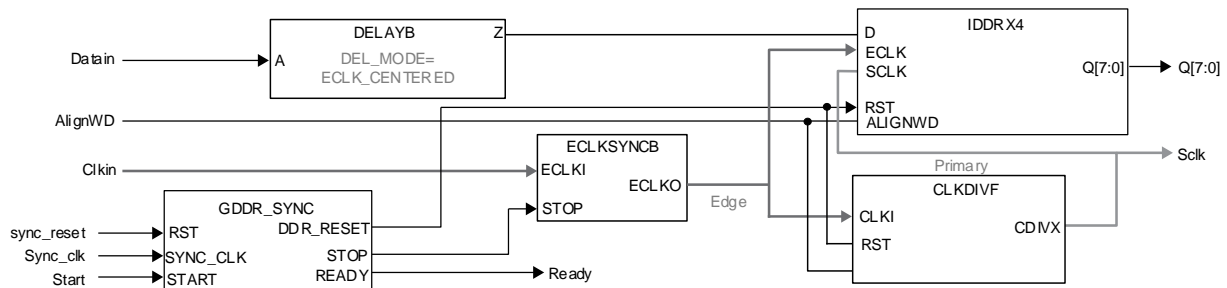 DELAYB
Z
A
DEL_MODE=
ECLK_CENTERED
Datain
IDDRX4
D
ECLK
SCLK
Q[7:0]
Q[7:0]
RST
ALIGNWD
AlignWD
ECLKSYNCB
ECLKI
ECLKO
STOP
Clkin
Edge
Primary
Sclk
GDDR_SYNC
DDR_RESET
RST
STOP
SYNC_CLK
READY
START
sync_reset
Sync_clk
Start
Ready
CLKDIVF
CLKI
CDIVX
RST